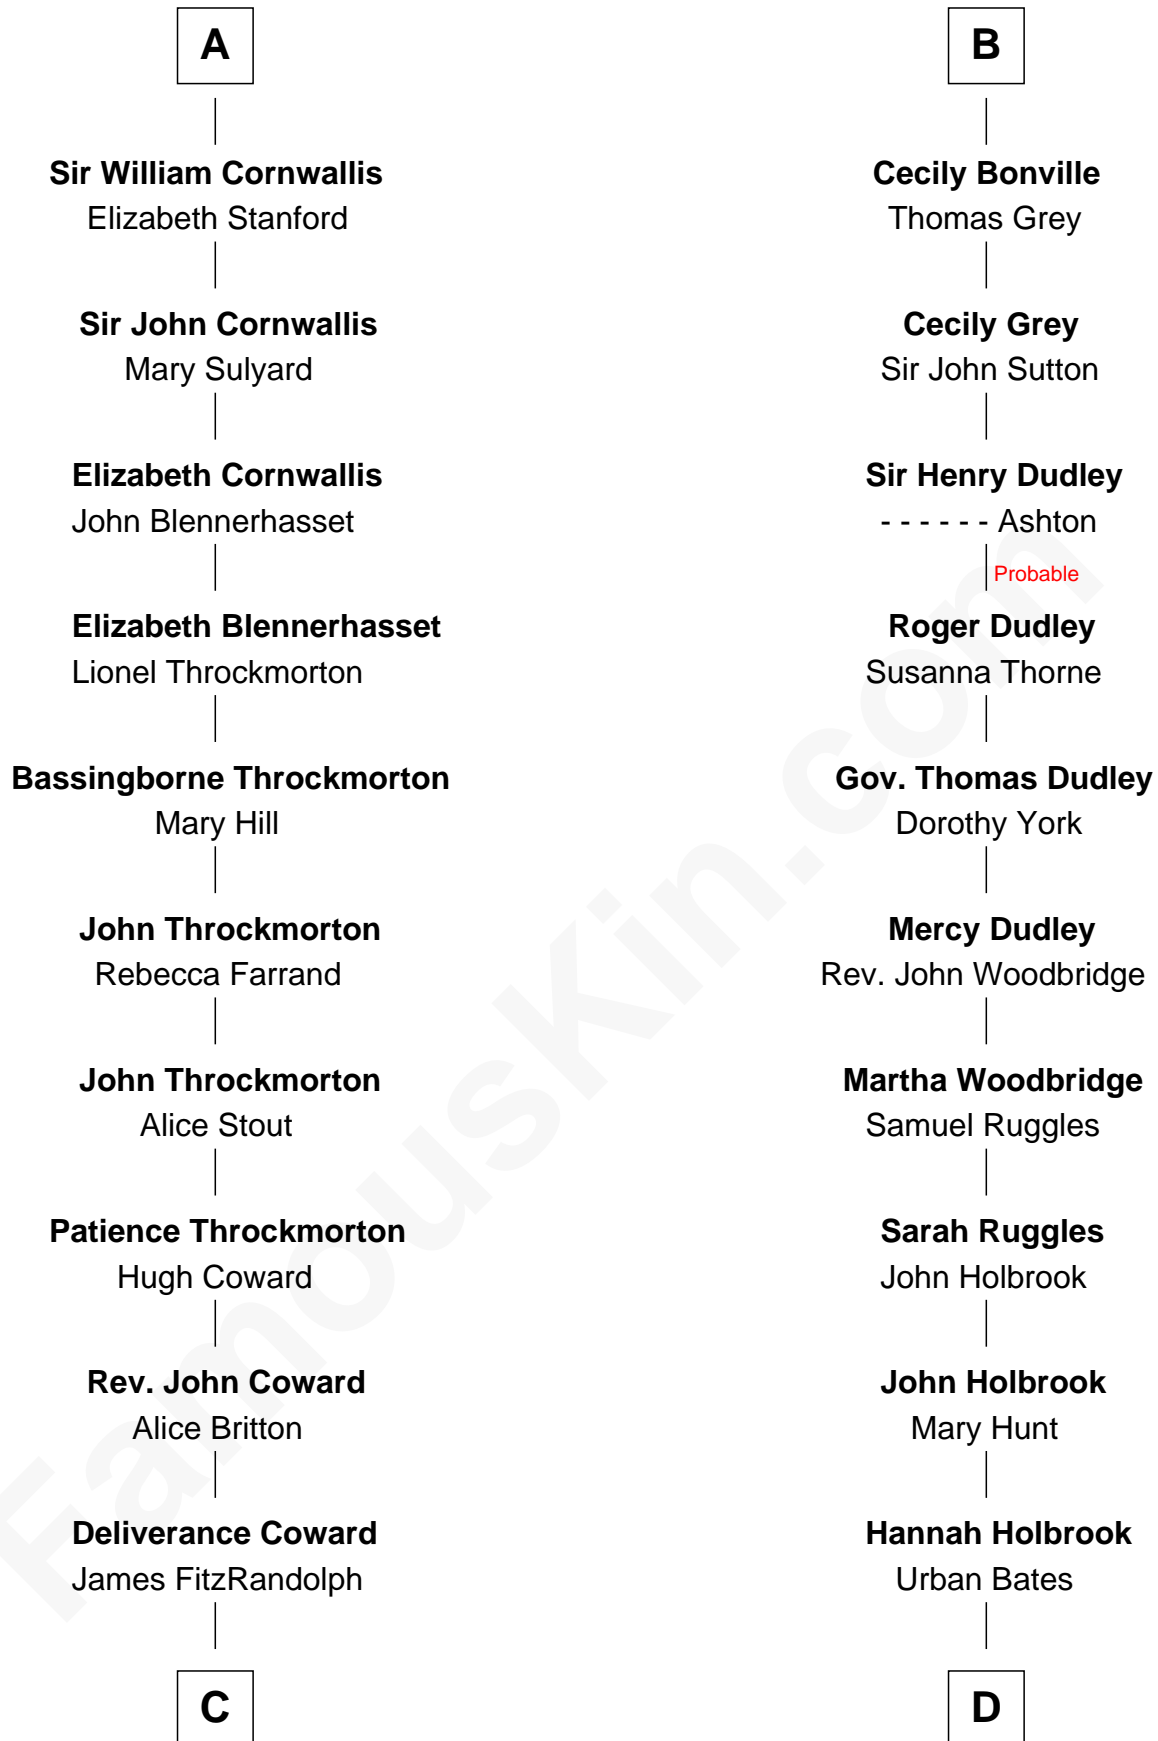 A
Sir William Cornwallis
Elizabeth Stanford
Sir John Cornwallis
Mary Sulyard
Elizabeth Cornwallis
John Blennerhasset
Elizabeth Blennerhasset
Lionel Throckmorton
Bassingborne Throckmorton
Mary Hill
John Throckmorton
Rebecca Farrand
John Throckmorton
Alice Stout
Patience Throckmorton
Hugh Coward
Rev. John Coward
Alice Britton
Deliverance Coward
James FitzRandolph
C
B
Cecily Bonville
Thomas Grey
Cecily Grey
Sir John Sutton
Sir Henry Dudley
- - - - - - Ashton
Probable
Roger Dudley
Susanna Thorne
Gov. Thomas Dudley
Dorothy York
Mercy Dudley
Rev. John Woodbridge
Martha Woodbridge
Samuel Ruggles
Sarah Ruggles
John Holbrook
John Holbrook
Mary Hunt
Hannah Holbrook
Urban Bates
D
FamousKin.com